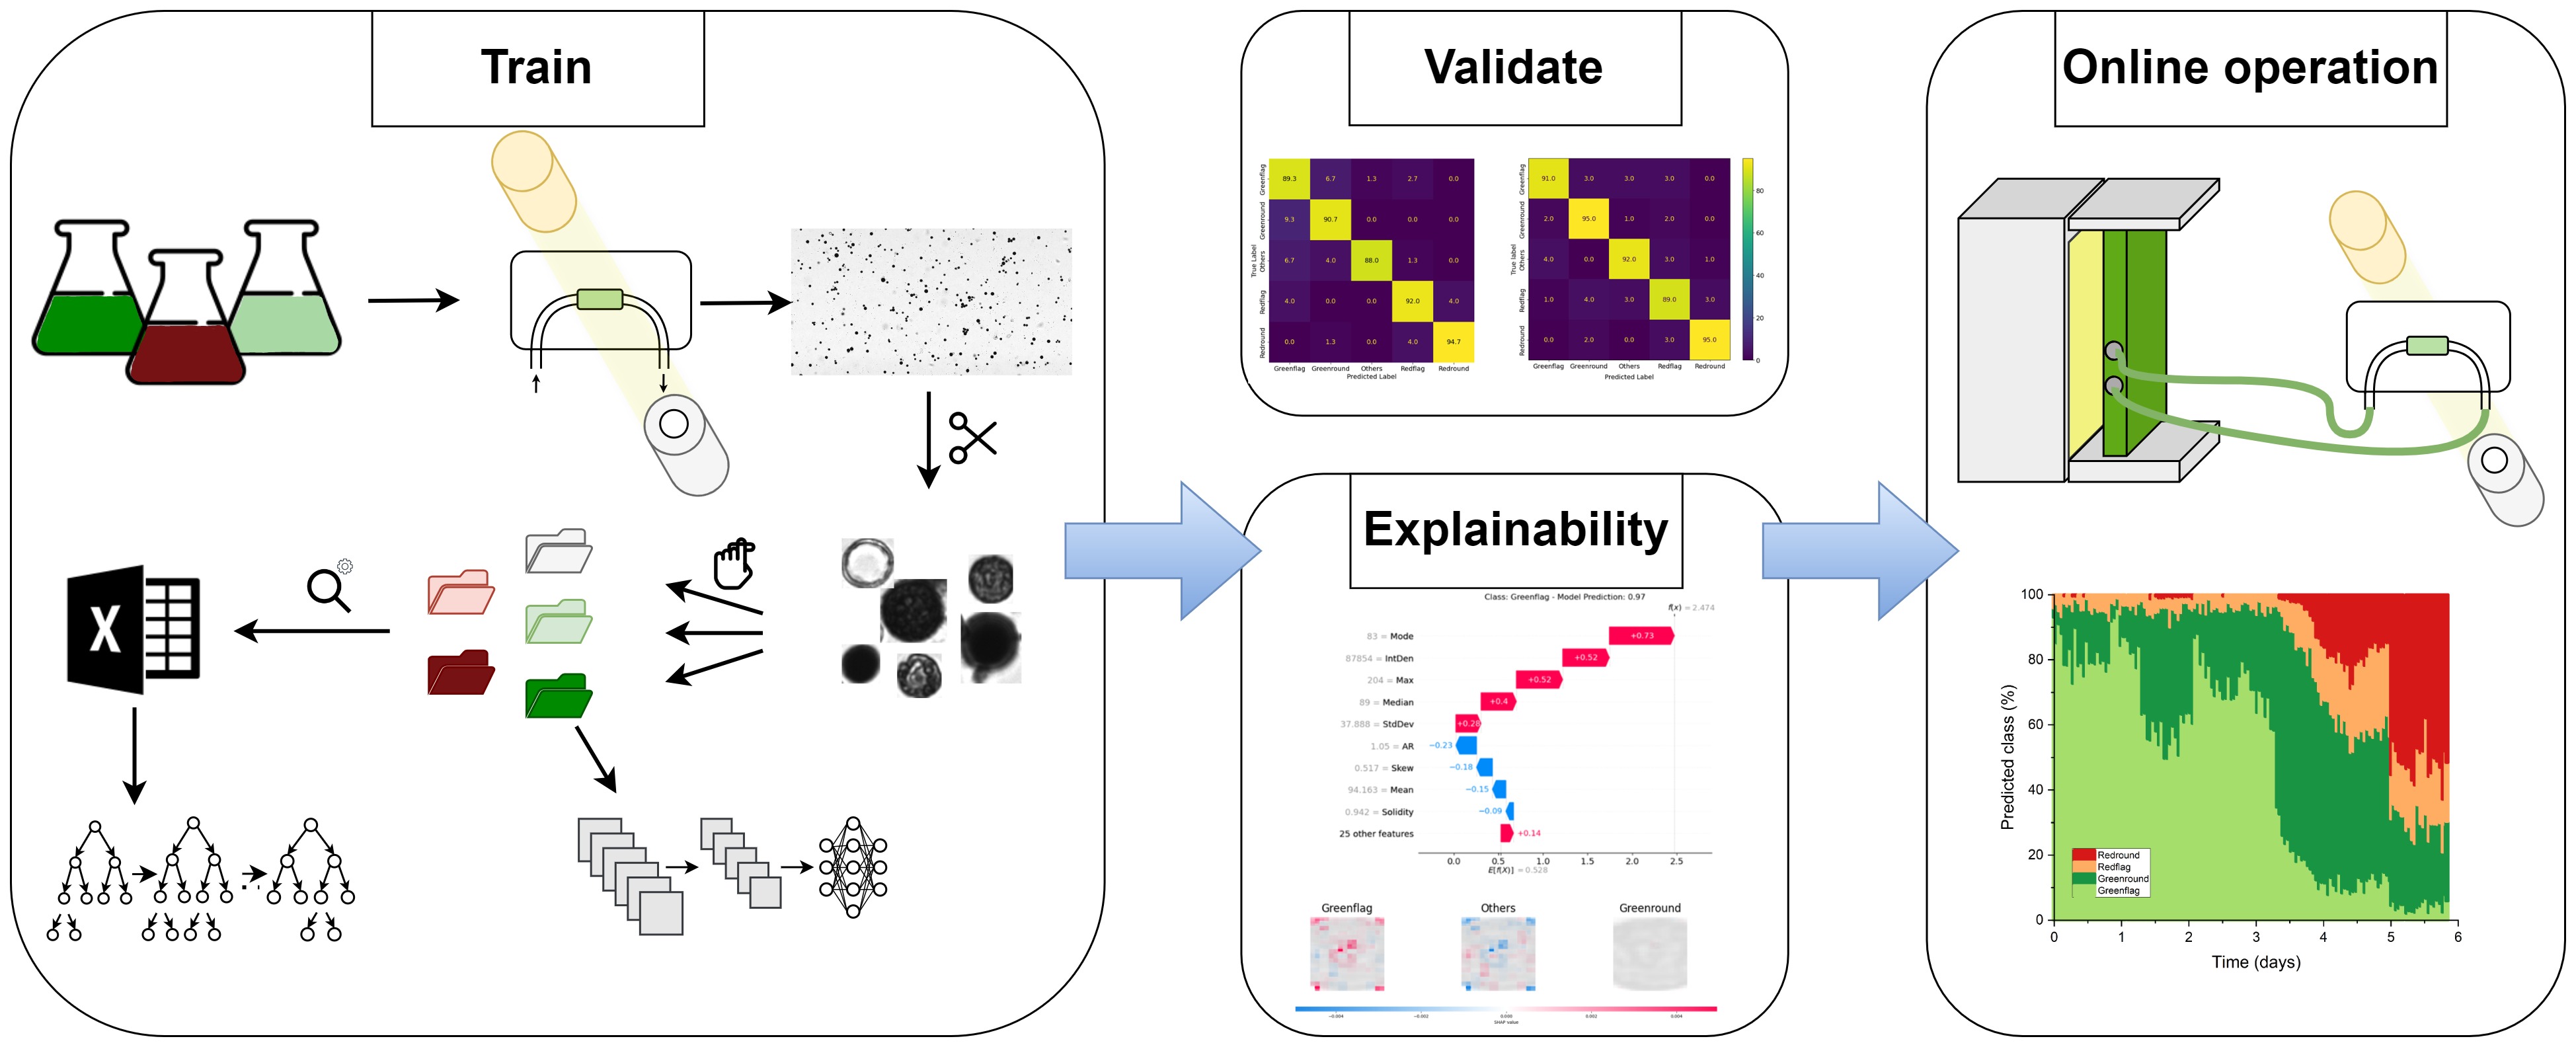 Train
X
Validate
Greenflag
Greenround
Others
Redflag
Redround
True Label
89.3 6.7 1.3 2.7 0.0
9.3 90.7 0.0 0.0 0.0
6.7 4.0 88.0 1.3 0.0
4.0 0.0 0.0 92.0 4.0
0.0 1.3 0.0 4.0 94.7
Greenflag Greenround Others Redflag Redround
Predicted Label
Greenflag
Greenround
Others
Redflag
Redround
True label
91.0 3.0 3.0 3.0 0.0
2.0 95.0 1.0 2.0 0.0
4.0 0.0 92.0 3.0 1.0
1.0 4.0 3.0 89.0 3.0
0.0 2.0 0.0 3.0 95.0
Greenflag Greenround Others Redflag Redround
Predicted Label
80
60
40
20
0
Explainability
Class: Greenflag - Model Prediction: 0.97
f(x) = 2.474
83 = Mode +0.73
87854 = IntDen +0.52
204 = Max +0.52
89 = Median +0.4
37.888 = StdDev +0.28
1.05 = AR −0.23
0.517 = Skew −0.18
94.163 = Mean −0.15
0.942 = Solidity −0.09
25 other features +0.14
0.0 0.5 1.0 1.5 2.0 2.5
E[f(X)] = 0.528
Greenflag Others Greenround
−0.004 −0.002 0.000 0.002 0.004
SHAP value
Online operation
Predicted class (%)
100
80
60
40
20
0
Redround
Redflag
Greenround
Greenflag
0 1 2 3 4 5 6
Time (days)